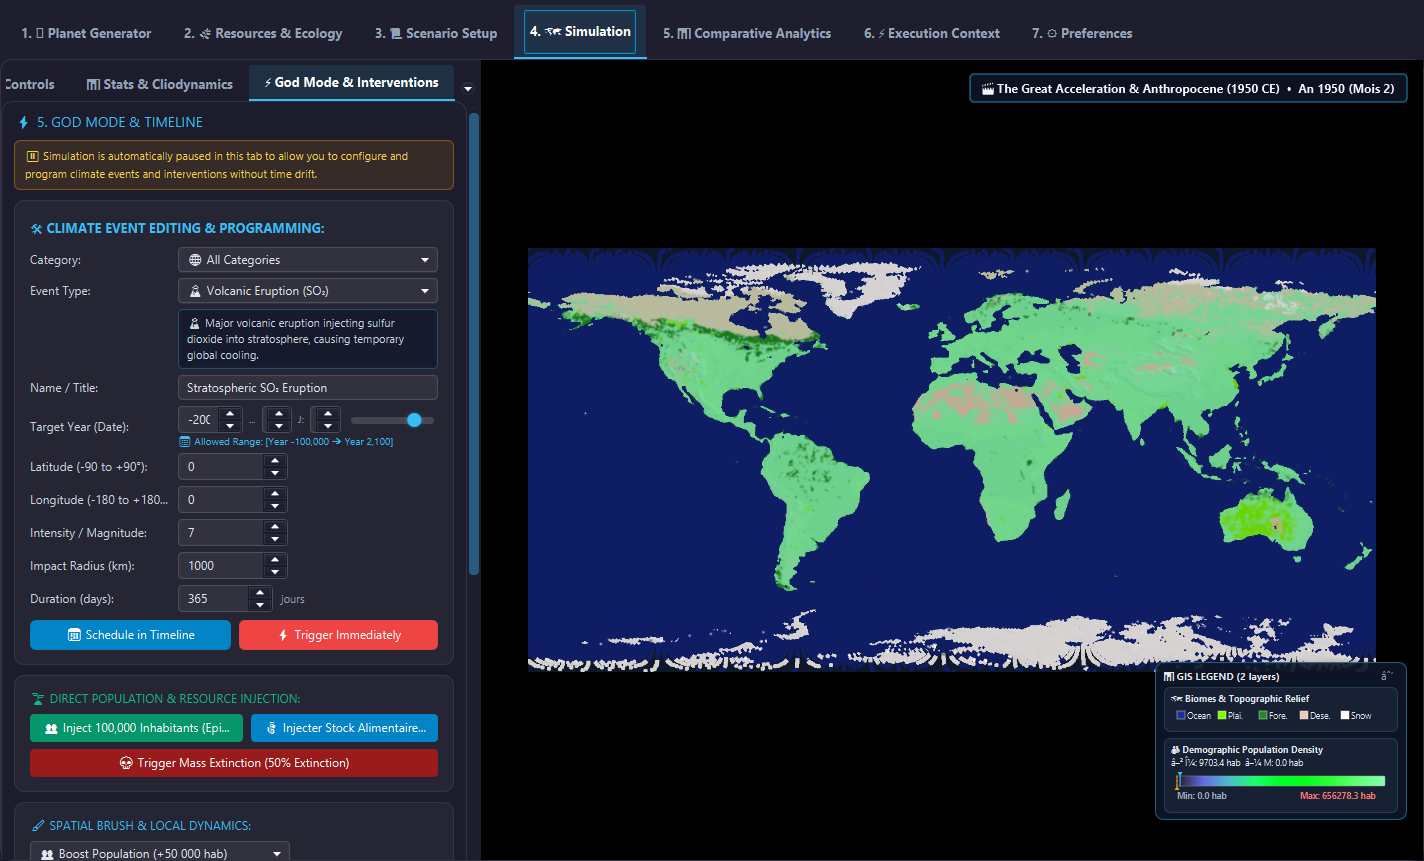 1. Planet Generator
2. Resources & Ecology
3. Scenario Setup
4. Simulation
5. Comparative Analytics
6. Execution Context
7. Preferences
Controls
Stats & Cliodynamics
God Mode & Interventions
The Great Acceleration & Anthropocene (1950 CE) • An 1950 (Mois 2)
5. GOD MODE & TIMELINE
Simulation is automatically paused in this tab to allow you to configure and
program climate events and interventions without time drift.
CLIMATE EVENT EDITING & PROGRAMMING:
Category:
All Categories
Event Type:
Volcanic Eruption (SO₂)
Major volcanic eruption injecting sulfur
dioxide into stratosphere, causing temporary
global cooling.
Name / Title:
Stratospheric SO₂ Eruption
Target Year (Date):
-200
...
J:
Allowed Range: [Year -100,000 → Year 2,100]
Latitude (-90 to +90°):
0
Longitude (-180 to +180...
0
Intensity / Magnitude:
7
Impact Radius (km):
1000
Duration (days):
365
jours
Schedule in Timeline
Trigger Immediately
DIRECT POPULATION & RESOURCE INJECTION:
Inject 100,000 Inhabitants (Epi...
Injecter Stock Alimentaire...
Trigger Mass Extinction (50% Extinction)
SPATIAL BRUSH & LOCAL DYNAMICS:
Boost Population (+50 000 hab)
GIS LEGEND (2 layers)
â˜ˆ
Biomes & Topographic Relief
Ocean
Plai.
Fore.
Dese.
Snow
Demographic Population Density
â–² Î¼: 9703.4 hab â–¼ M: 0.0 hab
Min: 0.0 hab
Max: 656278.3 hab